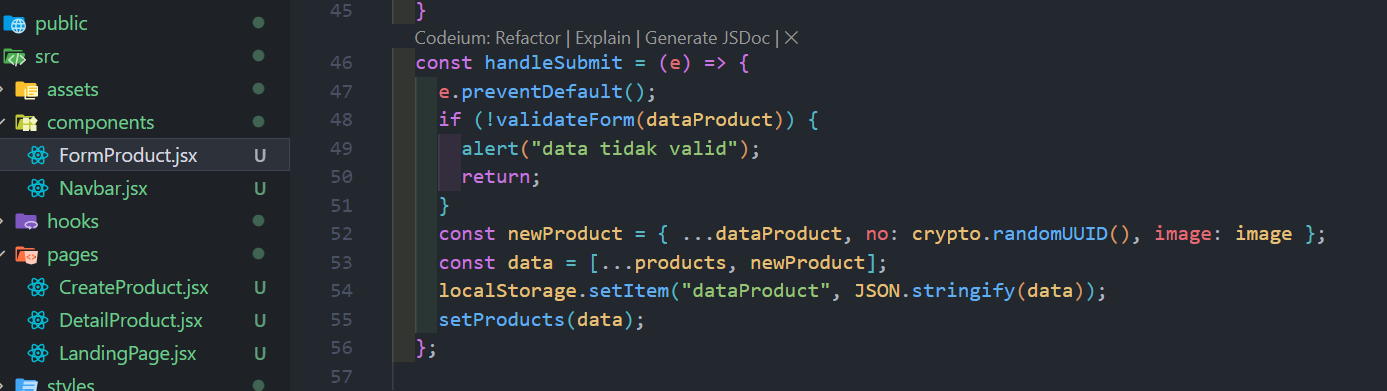 public
src
assets
components
FormProduct.jsx U
Navbar.jsx U
hooks
pages
CreateProduct.jsx U
DetailProduct.jsx U
LandingPage.jsx U
styles
45 }
Codeium: Refactor | Explain | Generate JSDoc | ✕
46 const handleSubmit = (e) => {
47 e.preventDefault();
48 if (!validateForm(dataProduct)) {
49 alert("data tidak valid");
50 return;
51 }
52 const newProduct = { ...dataProduct, no: crypto.randomUUID(), image: image };
53 const data = [...products, newProduct];
54 localStorage.setItem("dataProduct", JSON.stringify(data));
55 setProducts(data);
56 };
57